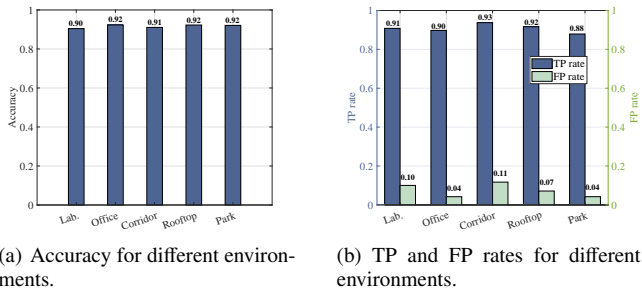 1
0.8
0.6
0.4
0.2
0
Accuracy
0.90
0.92
0.91
0.92
0.92
Lab.
Office
Corridor
Rooftop
Park
(a) Accuracy for different environ-
ments.
1
0.8
0.6
0.4
0.2
0
TP rate
0.91
0.90
0.93
0.92
0.88
TP rate
FP rate
0.10
0.04
0.11
0.07
0.04
Lab.
Office
Corridor
Rooftop
Park
1
0.8
0.6
0.4
0.2
0
FP rate
(b) TP and FP rates for different
environments.